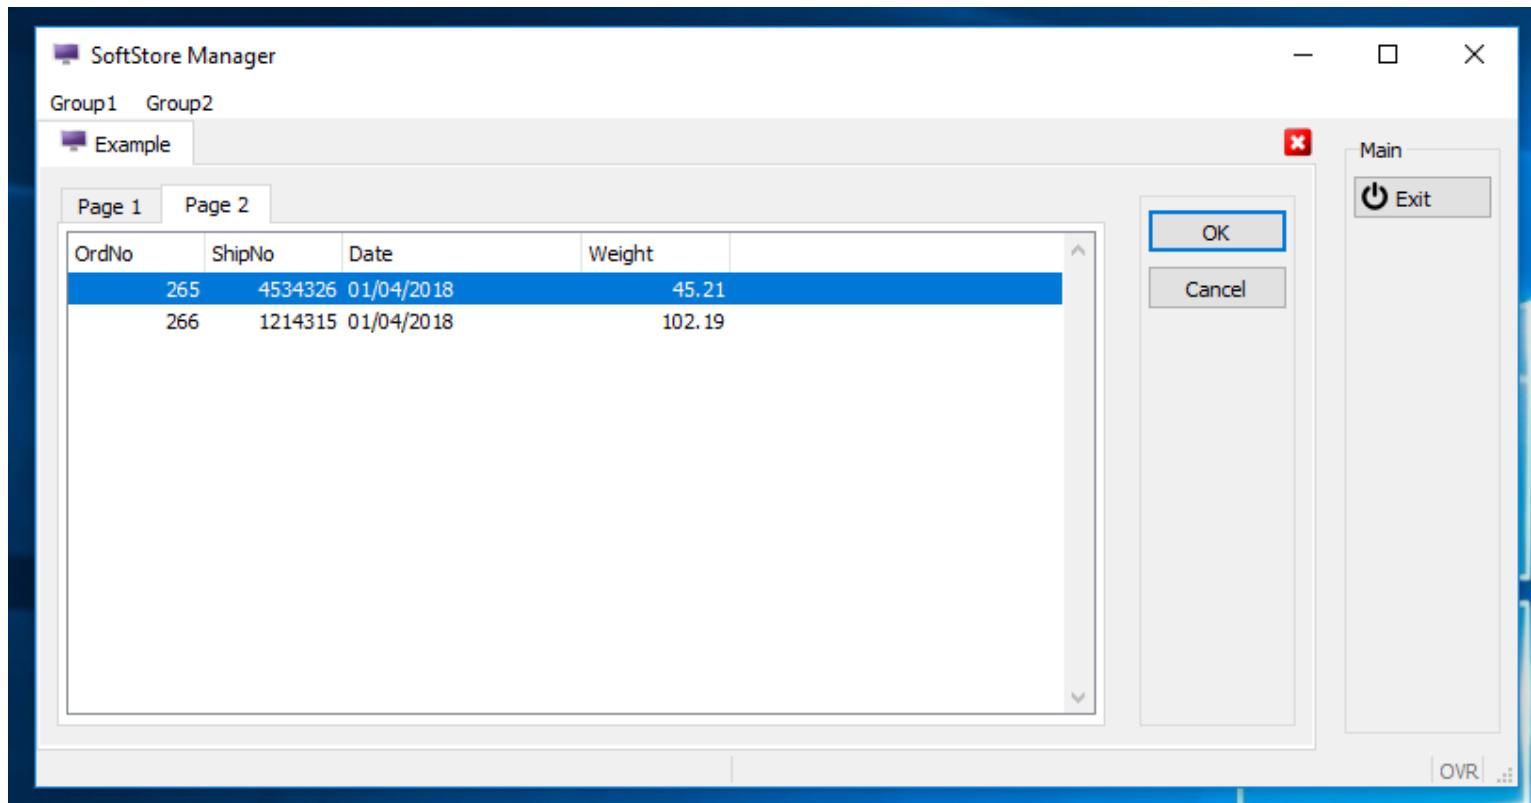 SoftStore Manager
Group1 Group2
Example
Main
Exit
Page 1 Page 2
OrdNo ShipNo Date Weight
265 4534326 01/04/2018 45.21
266 1214315 01/04/2018 102.19
OK
Cancel
OVR